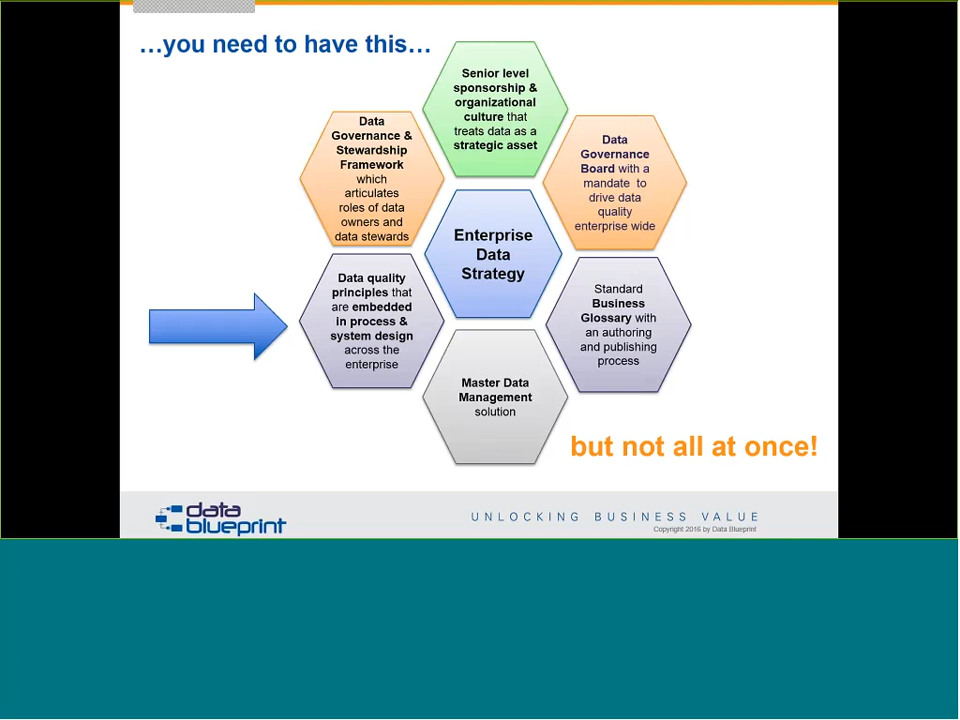 …you need to have this…
Senior level
sponsorship &
organizational
culture that
treats data as a
strategic asset
Data
Governance &
Stewardship
Framework
which
articulates
roles of data
owners and
data stewards
Data
Governance
Board with a
mandate to
drive data
quality
enterprise wide
Enterprise
Data
Strategy
Data quality
principles that
are embedded
in process &
system design
across the
enterprise
Standard
Business
Glossary with
an authoring
and publishing
process
Master Data
Management
solution
but not all at once!
data
blueprint
UNLOCKING BUSINESS VALUE
Copyright 2016 by Data Blueprint